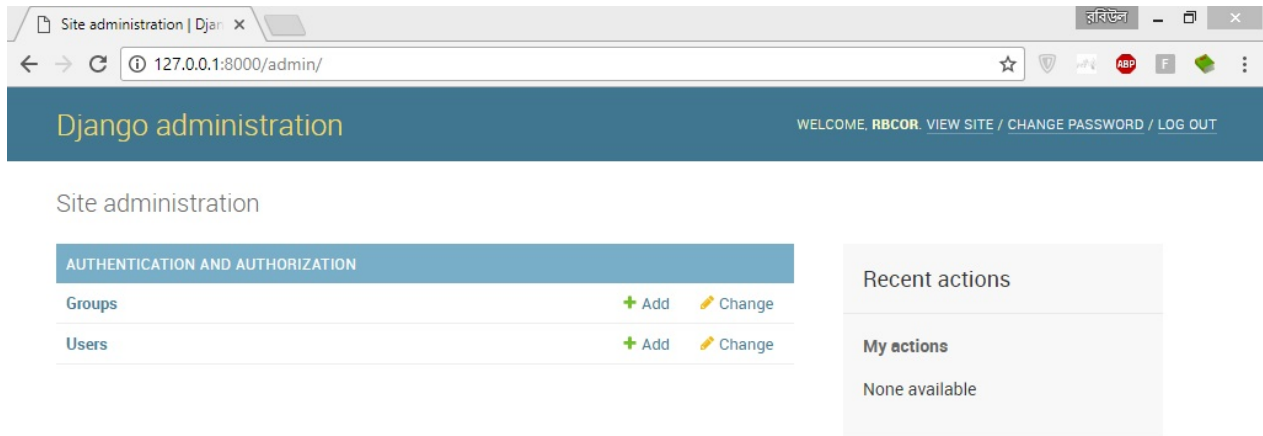 Site administration | Djan
রবিউল
127.0.0.1:8000/admin/
ABP
F
Django administration
WELCOME, RBCOR. VIEW SITE / CHANGE PASSWORD / LOG OUT
Site administration
AUTHENTICATION AND AUTHORIZATION
Groups
Add
Change
Users
Add
Change
Recent actions
My actions
None available